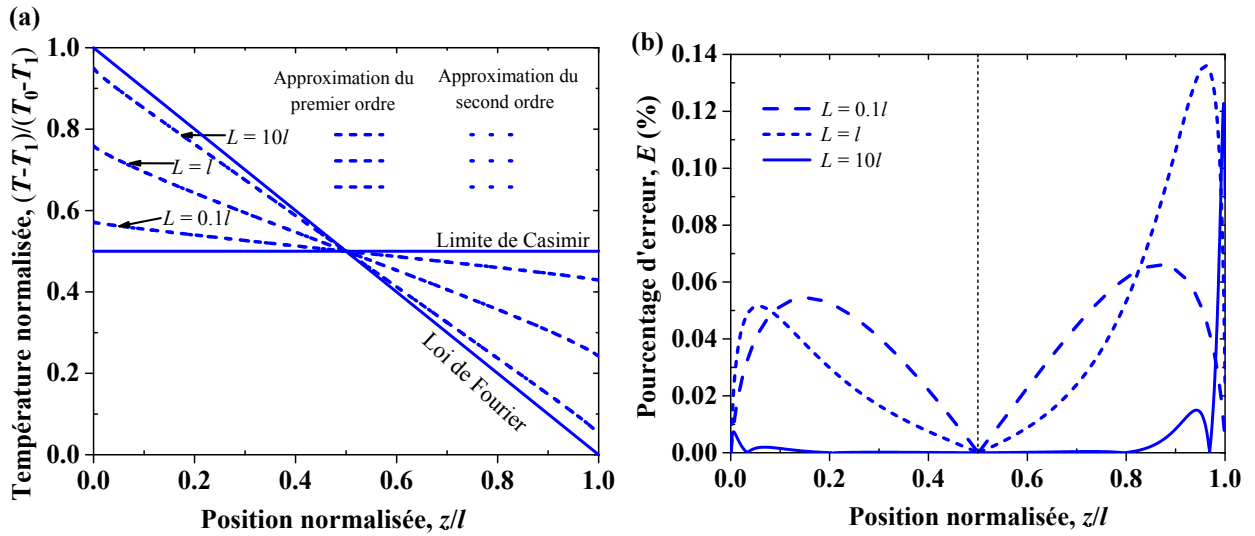 (a)
Température normalisée, (T-T₁)/(T₀-T₁)
1.0
0.8
0.6
0.4
0.2
0.0
Approximation du
premier ordre
Approximation du
second ordre
L = 10l
L = l
L = 0.1l
Limite de Casimir
Loi de Fourier
0.0 0.2 0.4 0.6 0.8 1.0
Position normalisée, z/l
(b)
Pourcentage d'erreur, E (%)
0.14
0.12
0.10
0.08
0.06
0.04
0.02
0.00
L = 0.1l
L = l
L = 10l
0.0 0.2 0.4 0.6 0.8 1.0
Position normalisée, z/l